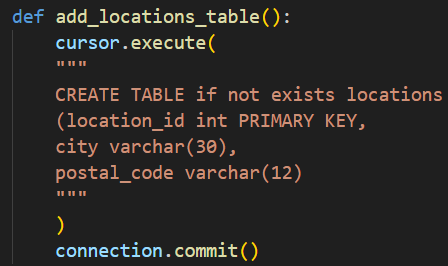 def add_locations_table():
    cursor.execute(
    """
    CREATE TABLE if not exists locations
    (location_id int PRIMARY KEY,
    city varchar(30),
    postal_code varchar(12)
    """
    )
    connection.commit()